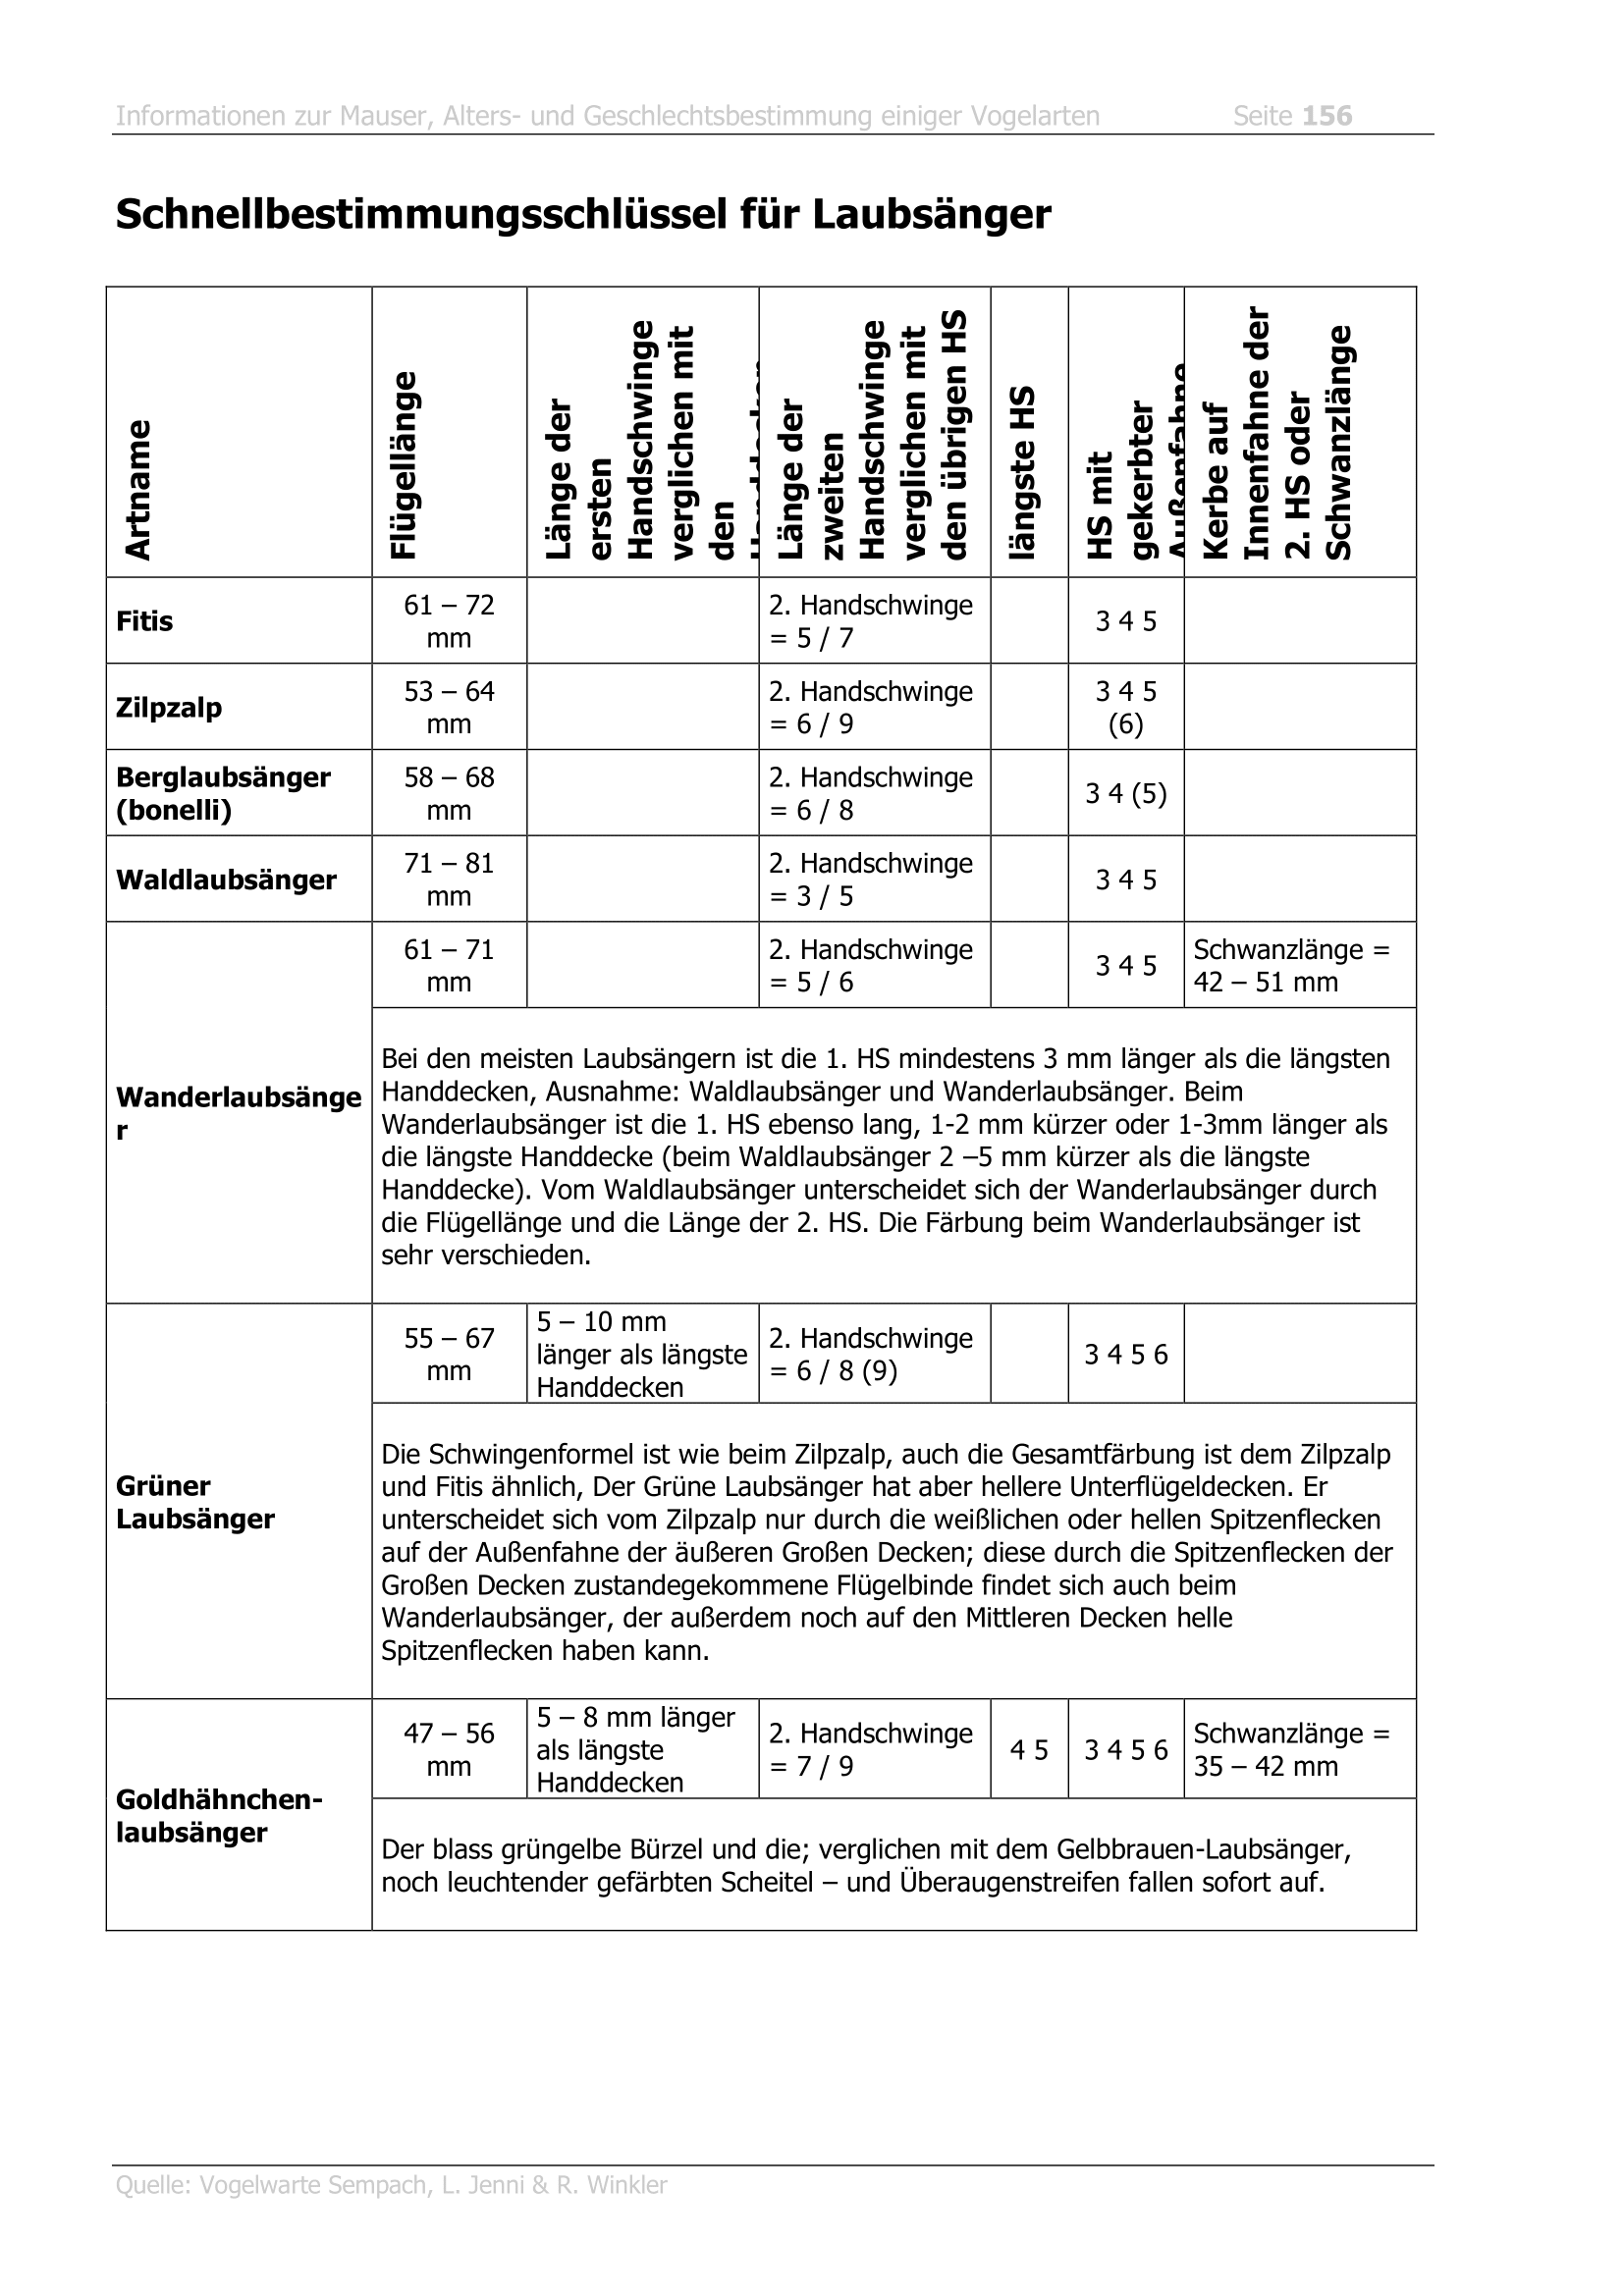 Informationen zur Mauser, Alters- und Geschlechtsbestimmung einiger Vogelarten Seite 156
Schnellbestimmungsschlüssel für Laubsänger
Artname
Flügellänge
Länge der
ersten
Handschwinge
verglichen mit
den
Länge der
zweiten
Handschwinge
verglichen mit
den übrigen HS
längste HS
HS mit
gekerbter
Außenfahne
Kerbe auf
Innenfahne der
2. HS oder
Schwanzlänge
Fitis
61 – 72
mm
2. Handschwinge
= 5 / 7
3 4 5
Zilpzalp
53 – 64
mm
2. Handschwinge
= 6 / 9
3 4 5
(6)
Berglaubsänger
(bonelli)
58 – 68
mm
2. Handschwinge
= 6 / 8
3 4 (5)
Waldlaubsänger
71 – 81
mm
2. Handschwinge
= 3 / 5
3 4 5
Wanderlaubsänge
r
61 – 71
mm
2. Handschwinge
= 5 / 6
3 4 5
Schwanzlänge =
42 – 51 mm
Bei den meisten Laubsängern ist die 1. HS mindestens 3 mm länger als die längsten
Handdecken, Ausnahme: Waldlaubsänger und Wanderlaubsänger. Beim
Wanderlaubsänger ist die 1. HS ebenso lang, 1-2 mm kürzer oder 1-3mm länger als
die längste Handdecke (beim Waldlaubsänger 2 –5 mm kürzer als die längste
Handdecke). Vom Waldlaubsänger unterscheidet sich der Wanderlaubsänger durch
die Flügellänge und die Länge der 2. HS. Die Färbung beim Wanderlaubsänger ist
sehr verschieden.
Grüner
Laubsänger
55 – 67
mm
5 – 10 mm
länger als längste
Handdecken
2. Handschwinge
= 6 / 8 (9)
3 4 5 6
Die Schwingenformel ist wie beim Zilpzalp, auch die Gesamtfärbung ist dem Zilpzalp
und Fitis ähnlich, Der Grüne Laubsänger hat aber hellere Unterflügeldecken. Er
unterscheidet sich vom Zilpzalp nur durch die weißlichen oder hellen Spitzenflecken
auf der Außenfahne der äußeren Großen Decken; diese durch die Spitzenflecken der
Großen Decken zustandegekommene Flügelbinde findet sich auch beim
Wanderlaubsänger, der außerdem noch auf den Mittleren Decken helle
Spitzenflecken haben kann.
Goldhähnchen-
laubsänger
47 – 56
mm
5 – 8 mm länger
als längste
Handdecken
2. Handschwinge
= 7 / 9
4 5
3 4 5 6
Schwanzlänge =
35 – 42 mm
Der blass grüngelbe Bürzel und die; verglichen mit dem Gelbbrauen-Laubsänger,
noch leuchtender gefärbten Scheitel – und Überaugenstreifen fallen sofort auf.
Quelle: Vogelwarte Sempach, L. Jenni & R. Winkler